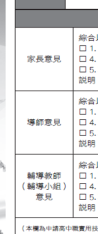 家長意見
綜合
□ 1.
□ 4.
□ 5.
說明
導師意見
綜合
□ 1.
□ 4.
□ 5.
說明
輔導教師
（輔導小組）
意見
綜合
□ 1.
□ 4.
□ 5.
說明
（本欄為申請高中職實用技